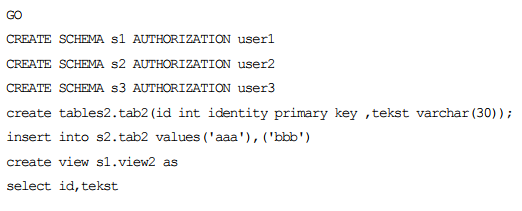 GO
CREATE SCHEMA s1 AUTHORIZATION user1
CREATE SCHEMA s2 AUTHORIZATION user2
CREATE SCHEMA s3 AUTHORIZATION user3
create tables2.tab2(id int identity primary key ,tekst varchar(30));
insert into s2.tab2 values('aaa'),('bbb')
create view s1.view2 as
select id,tekst